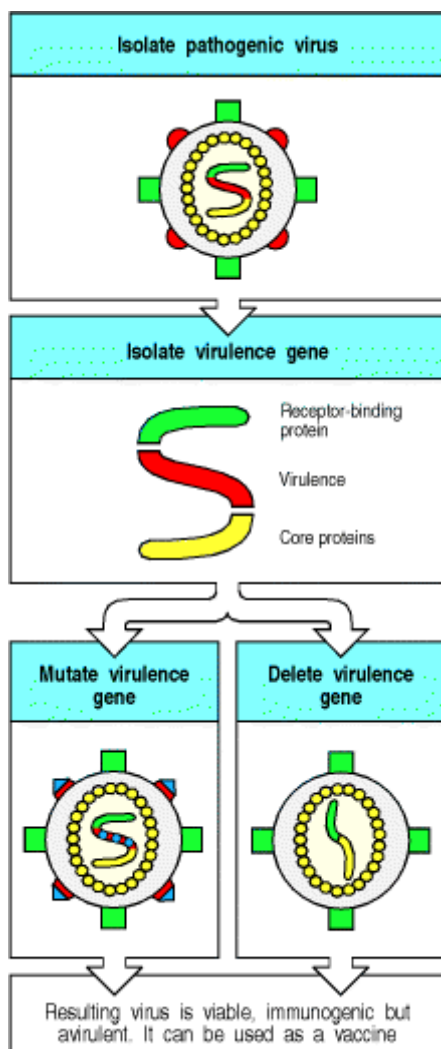 Isolate pathogenic virus
Isolate virulence gene
Receptor-binding
protein
Virulence
Core proteins
Mutate virulence
gene
Delete virulence
gene
Resulting virus is viable, immunogenic but
avirulent. It can be used as a vaccine